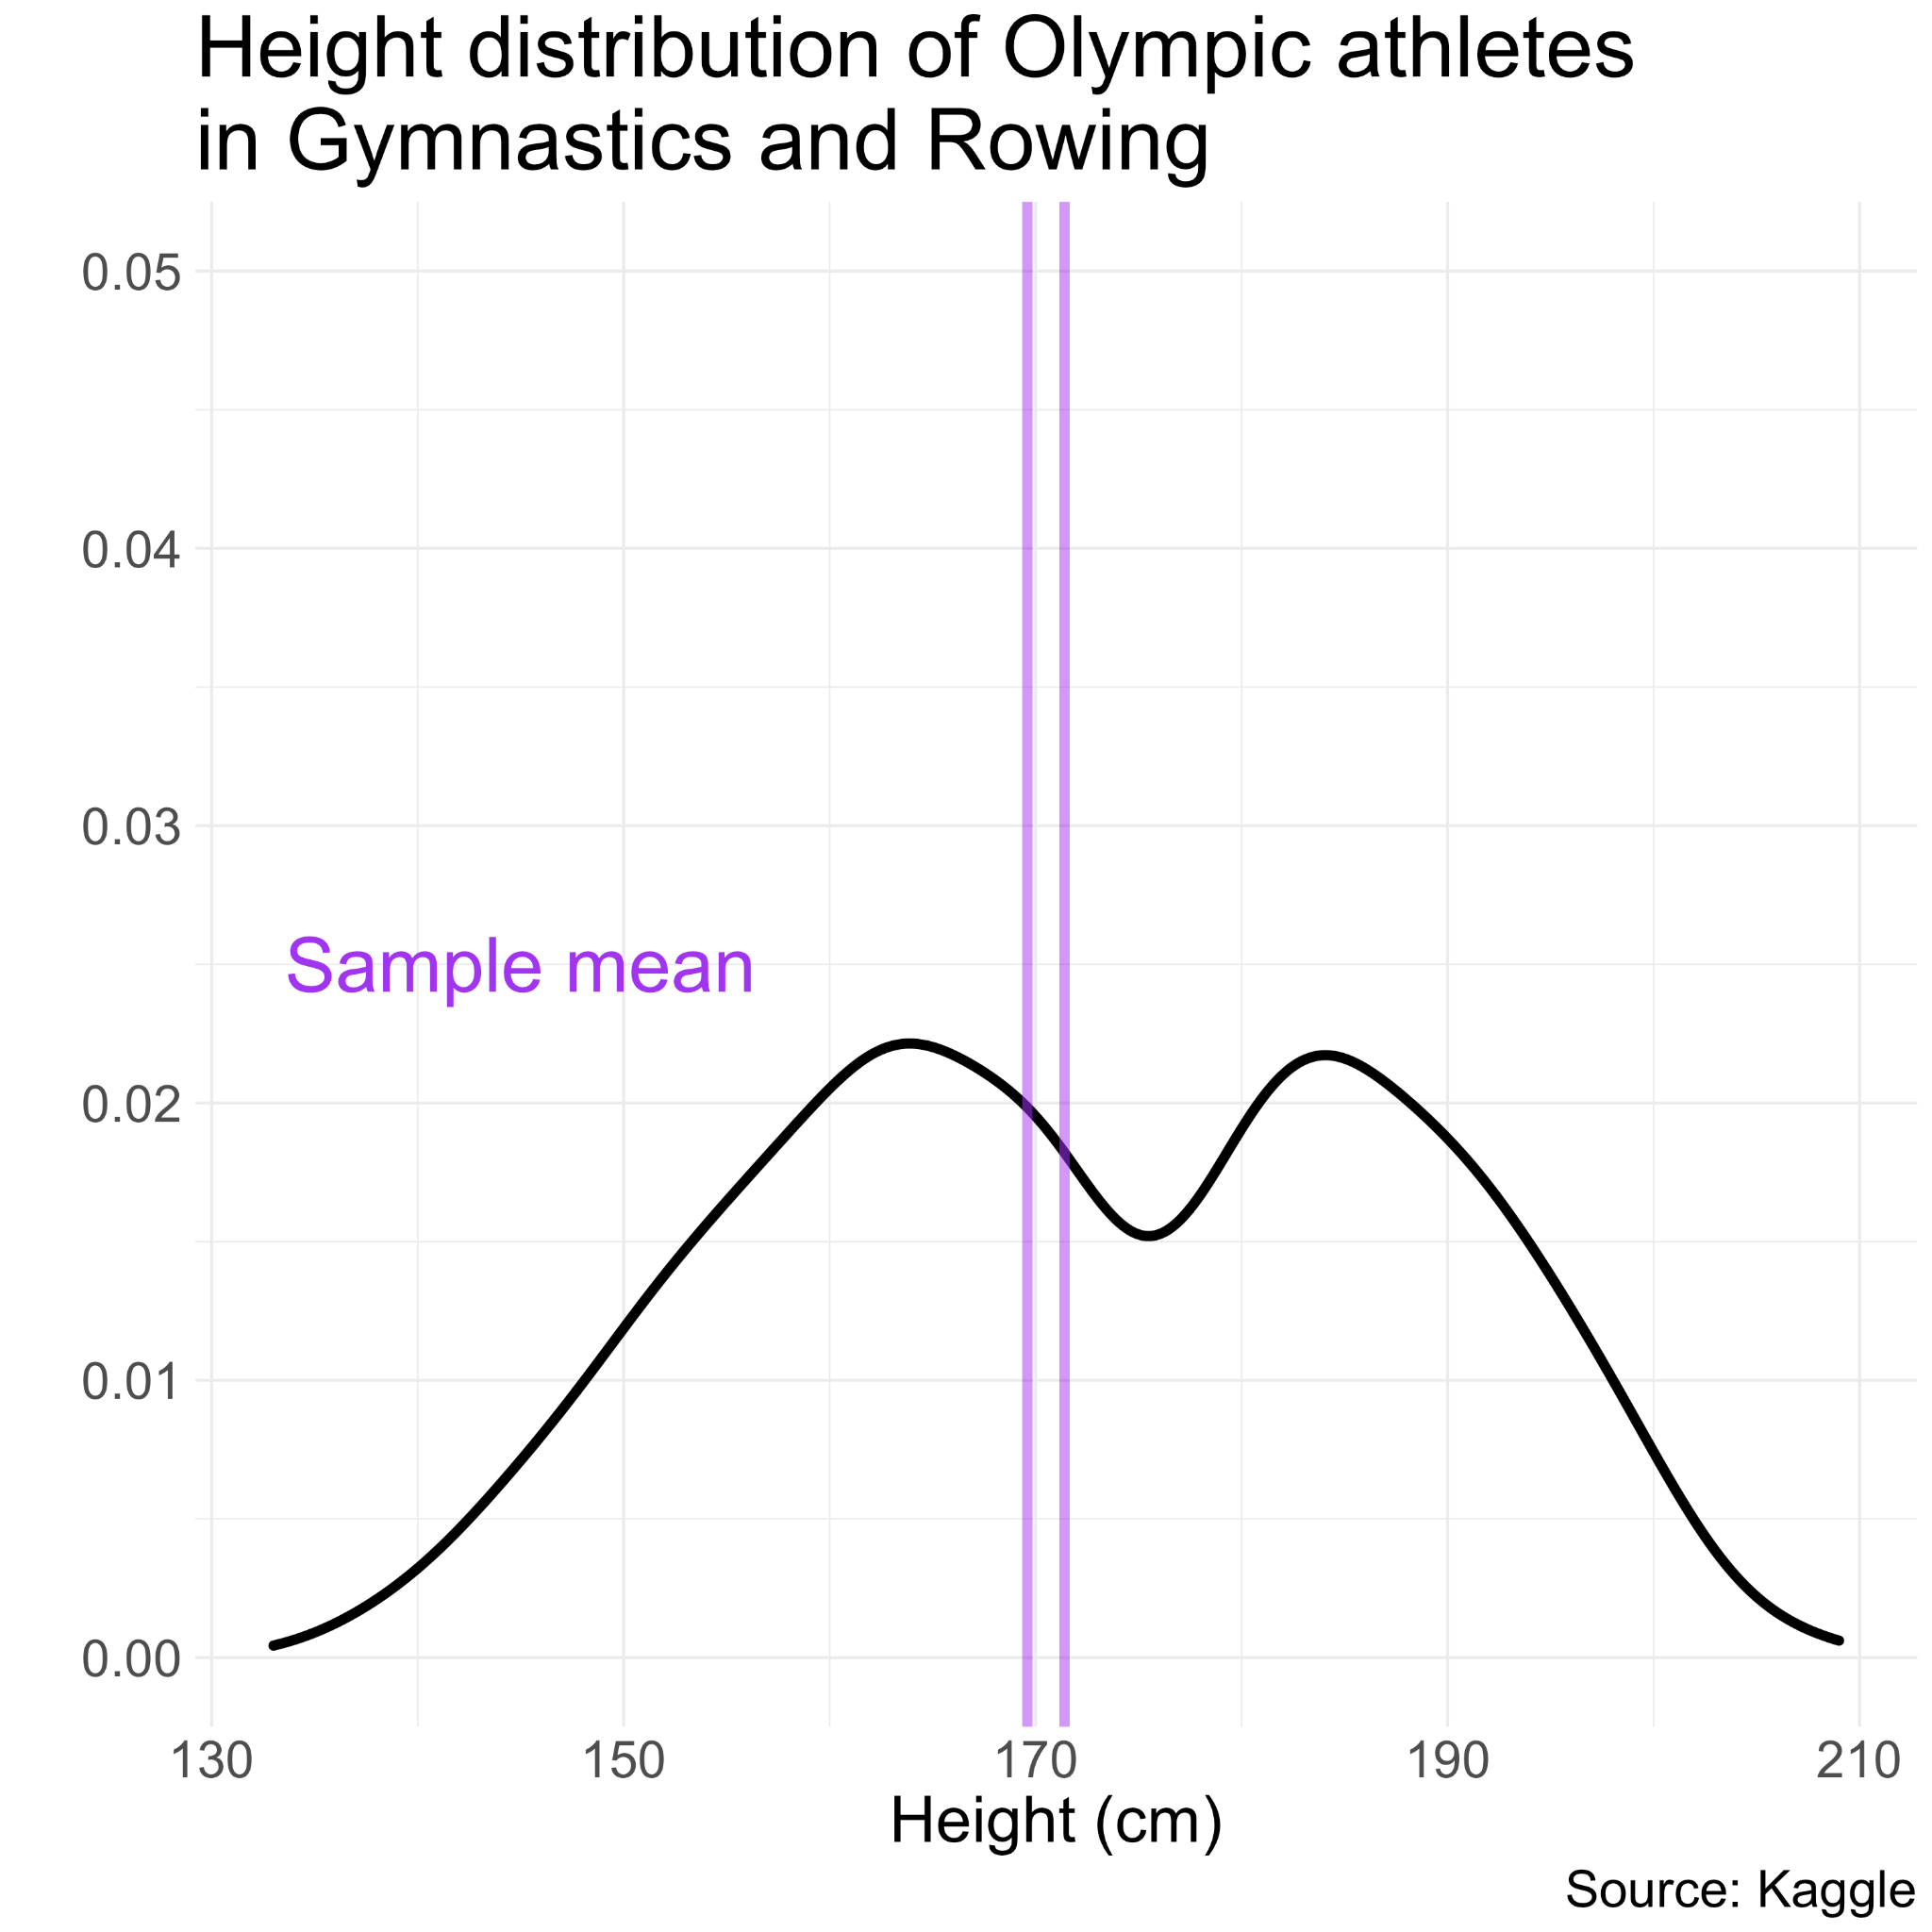 Height distribution of Olympic athletes
in Gymnastics and Rowing
0.05
0.04
0.03
Sample mean
0.02
0.01
0.00
130 150 170 190 210
Height (cm)
Source: Kaggle